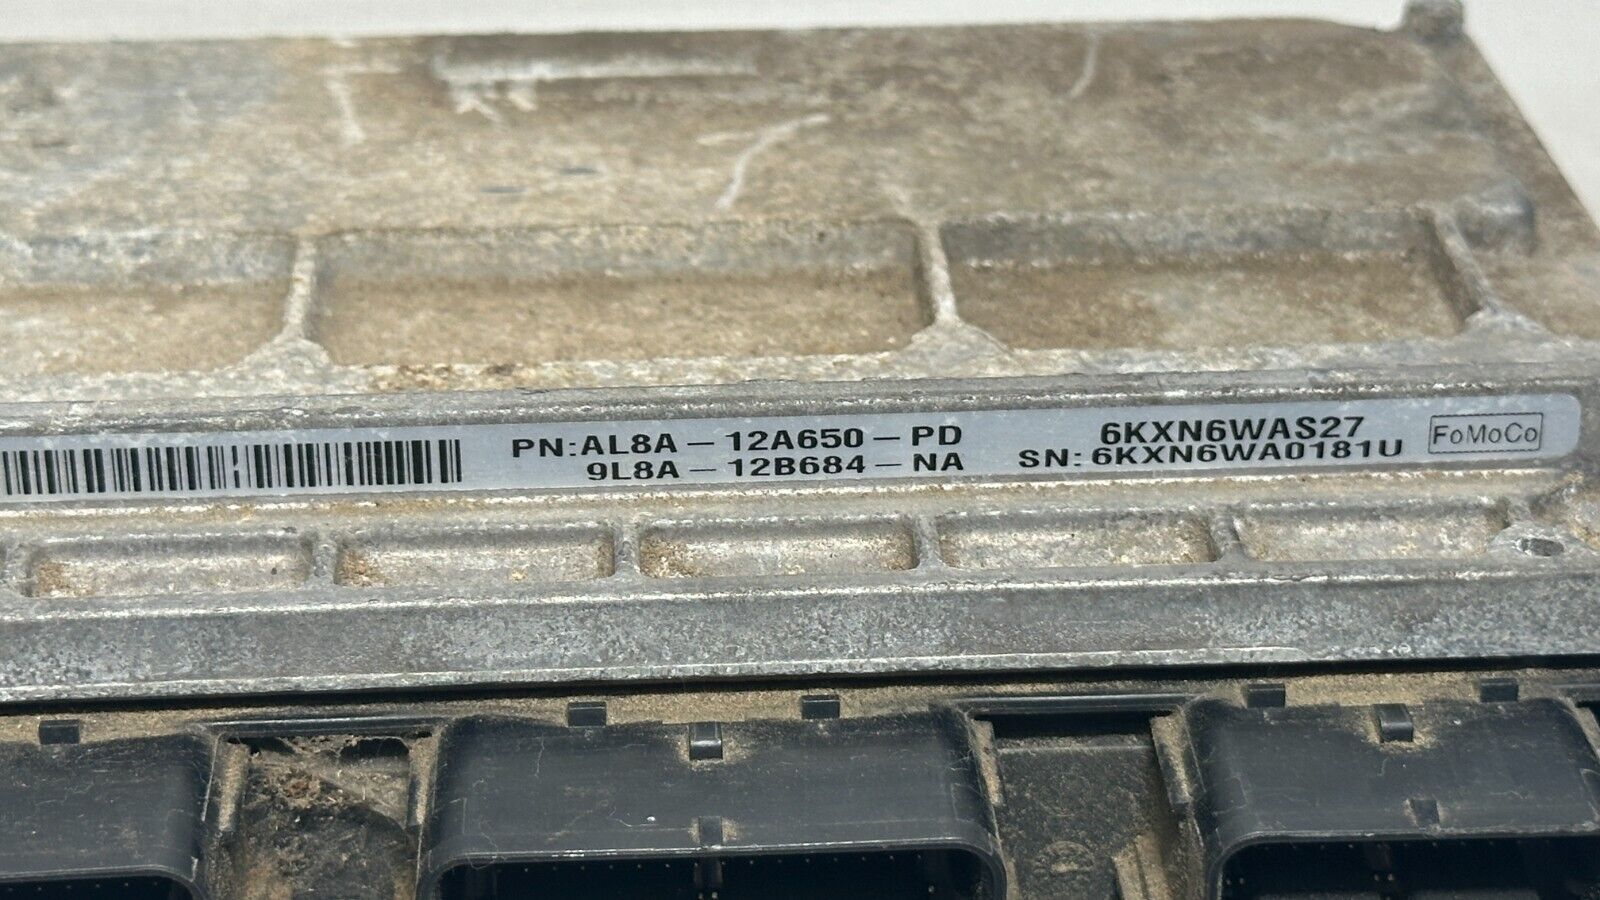 PN:AL8A-12A650-PD
9L8A-12B684-NA
6KXN6WAS27
SN:6KXN6WA0181U
FoMoCo